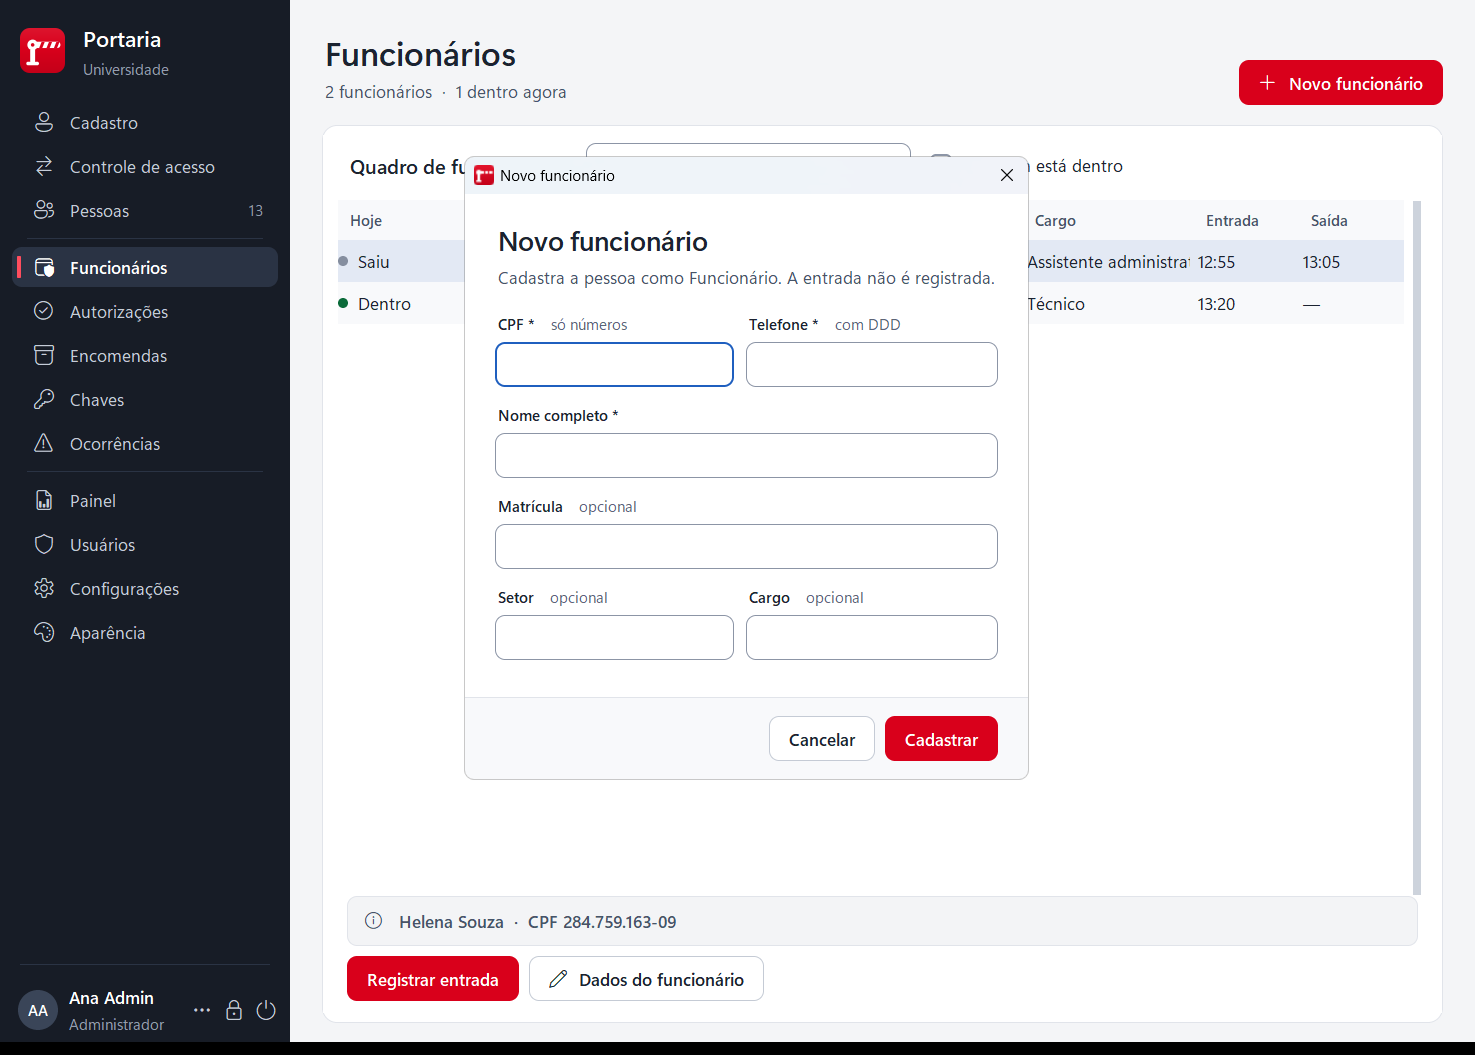 Portaria
Universidade
Cadastro
Controle de acesso
Pessoas 13
Funcionários
Autorizações
Encomendas
Chaves
Ocorrências
Painel
Usuários
Configurações
Aparência
AA
Ana Admin
Administrador
Funcionários
2 funcionários · 1 dentro agora
+ Novo funcionário
Quadro de
está dentro
Hoje Cargo Entrada Saída
Saiu Assistente 12:55 13:05
Dentro Técnico 13:20 —
Novo funcionário
Novo funcionário
Cadastra a pessoa como Funcionário. A entrada não é registrada.
CPF * só números Telefone * com DDD
Nome completo *
Matrícula opcional
Setor opcional Cargo opcional
Cancelar Cadastrar
Helena Souza · CPF 284.759.163-09
Registrar entrada Dados do funcionário